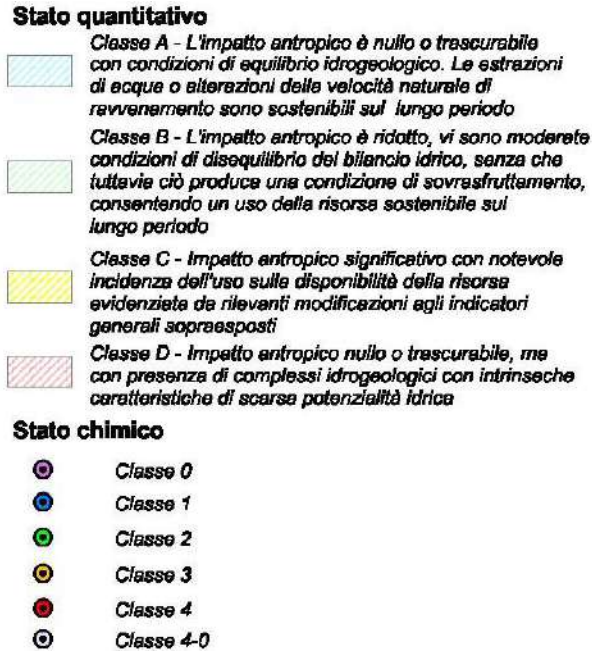 Stato quantitativo
Classe A - L'impatto antropico è nullo o trascurabile
con condizioni di equilibrio idrogeologico. Le estrazioni
di acqua o alterazioni della velocità naturale di
ravvenamento sono sostenibili sul lungo periodo
Classe B - L'impatto antropico è ridotto, vi sono moderate
condizioni di disequilibrio del bilancio idrico, senza che
tuttavia ciò produca una condizione di sovrasfruttamento,
consentendo un uso della risorsa sostenibile sul
lungo periodo
Classe C - Impatto antropico significativo con notevole
incidenza dell'uso sulla disponibilità della risorsa
evidenziata da rilevanti modificazioni agli indicatori
generali sopraesposti
Classe D - Impatto antropico nullo o trascurabile, ma
con presenza di complessi idrogeologici con intrinseche
caratteristiche di scarsa potenzialità idrica
Stato chimico
Classe 0
Classe 1
Classe 2
Classe 3
Classe 4
Classe 4-0